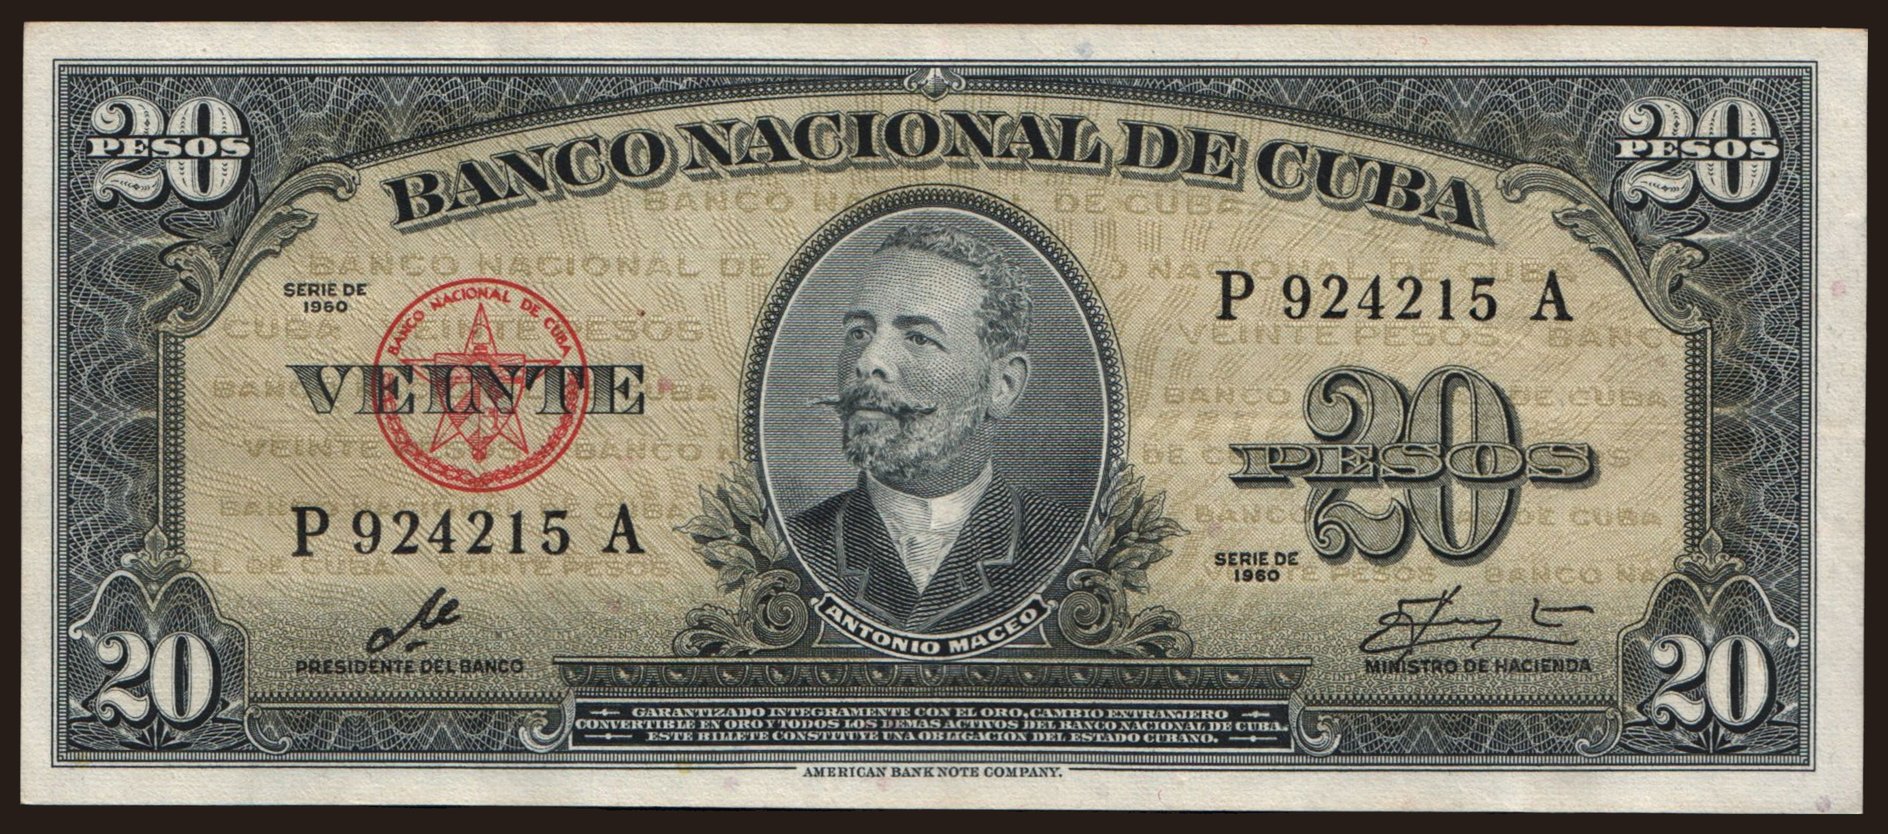 20 PESOS
20 PESOS
BANCO NACIONAL DE CUBA
SERIE DE
1960
BANCO NACIONAL DE CUBA
VEINTE
P 924215 A
P 924215 A
20
PESOS
SERIE DE
1960
ANTONIO MACEO
Che
PRESIDENTE DEL BANCO
MINISTRO DE HACIENDA
20
20
GARANTIZADO INTEGRAMENTE CON EL ORO, CAMBIO EXTRANJERO
CONVERTIBLE EN ORO Y TODOS LOS DEMAS ACTIVOS DEL BANCO NACIONAL DE CUBA.
ESTE BILLETE CONSTITUYE UNA OBLIGACION DEL ESTADO CUBANO.
AMERICAN BANK NOTE COMPANY.